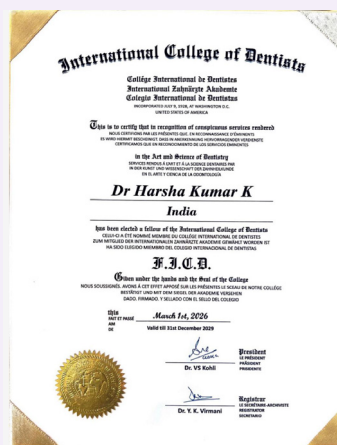 International College of Dentists
Collège International de Dentistes
International Zahnärzte Akademie
Colegio International de Dentistas
INCORPORATED JULY 9, 1928, AT WASHINGTON D.C.
UNITED STATES OF AMERICA
This is to certify that in recognition of conspicuous services rendered
NOUS CERTIFIONS PAR LES PRÉSENTES QUE, EN RECONNAISSANCE D'ÉMINENTS
ES WIRD HIERMIT BESCHEINIGT, DASS IN ANERKENNUNG HERVORRAGENDER VERDIENSTE
CERTIFICAMOS QUE EN RECONOCIMIENTO DE LOS SERVICIOS EMINENTES
in the Art and Science of Dentistry
SERVICES RENDUS À L'ART ET À LA SCIENCE DENTAIRES PAR
IN DER KUNST UND WISSENSCHAFT DER ZAHNHEILKUNDE
EN EL ARTE Y CIENCIA DE LA ODONTOLOGÍA
Dr Harsha Kumar K
India
has been elected a fellow of the International College of Dentists
CELUI-CI A ÉTÉ NOMMÉ MEMBRE DU COLLÈGE INTERNATIONAL DE DENTISTES
ZUM MITGLIED DER INTERNATIONALEN ZAHNÄRZTE AKADEMIE GEWÄHLT WORDEN IST
HA SIDO ELEGIDO MIEMBRO DEL COLEGIO INTERNACIONAL DE DENTISTAS
F.I.C.D.
Given under the hands and the Seal of the College
NOUS SOUSSIGNÉS, AVONS À CET EFFET APPOSÉ SUR LES PRÉSENTES LE SCEAU DE NOTRE COLLÈGE
BESTÄTIGT UND MIT DEM SIEGEL DER AKADEMIE VERSEHEN
DADO, FIRMADO, Y SELLADO CON EL SELLO DEL COLEGIO
this
FAIT ET PASSÉ
AM
DE
March 1st, 2026
Valid till 31st December 2029
President
LE PRÉSIDENT
PRÄSIDENT
PRESIDENTE
Dr. VS Kohli
Registrar
LE SECRÉTAIRE-ARCHIVISTE
REGISTRATOR
SECRETARIO
Dr. Y. K. Virmani